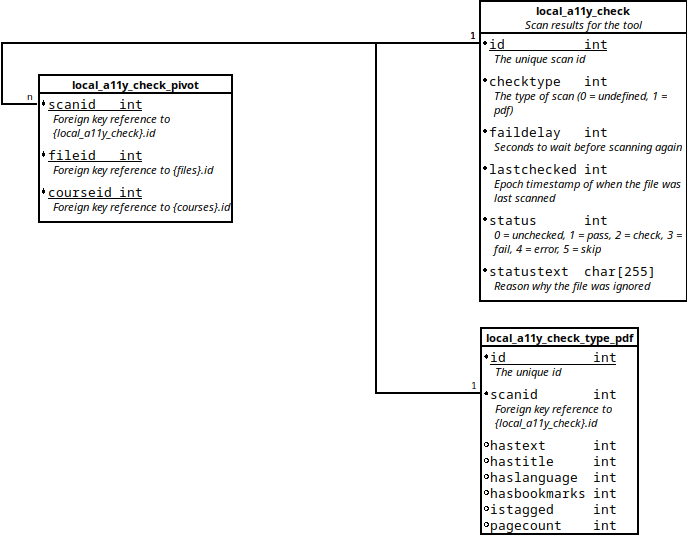 local_a11y_check
Scan results for the tool
1
id int
The unique scan id
checktype int
The type of scan (0 = undefined, 1 =
pdf)
faildelay int
Seconds to wait before scanning again
lastchecked int
Epoch timestamp of when the file was
last scanned
status int
0 = unchecked, 1 = pass, 2 = check, 3 =
fail, 4 = error, 5 = skip
statustext char[255]
Reason why the file was ignored
local_a11y_check_pivot
n
scanid int
Foreign key reference to
{local_a11y_check}.id
fileid int
Foreign key reference to {files}.id
courseid int
Foreign key reference to {courses}.id
local_a11y_check_type_pdf
id int
The unique id
1
scanid int
Foreign key reference to
{local_a11y_check}.id
hastext int
hastitle int
haslanguage int
hasbookmarks int
istagged int
pagecount int